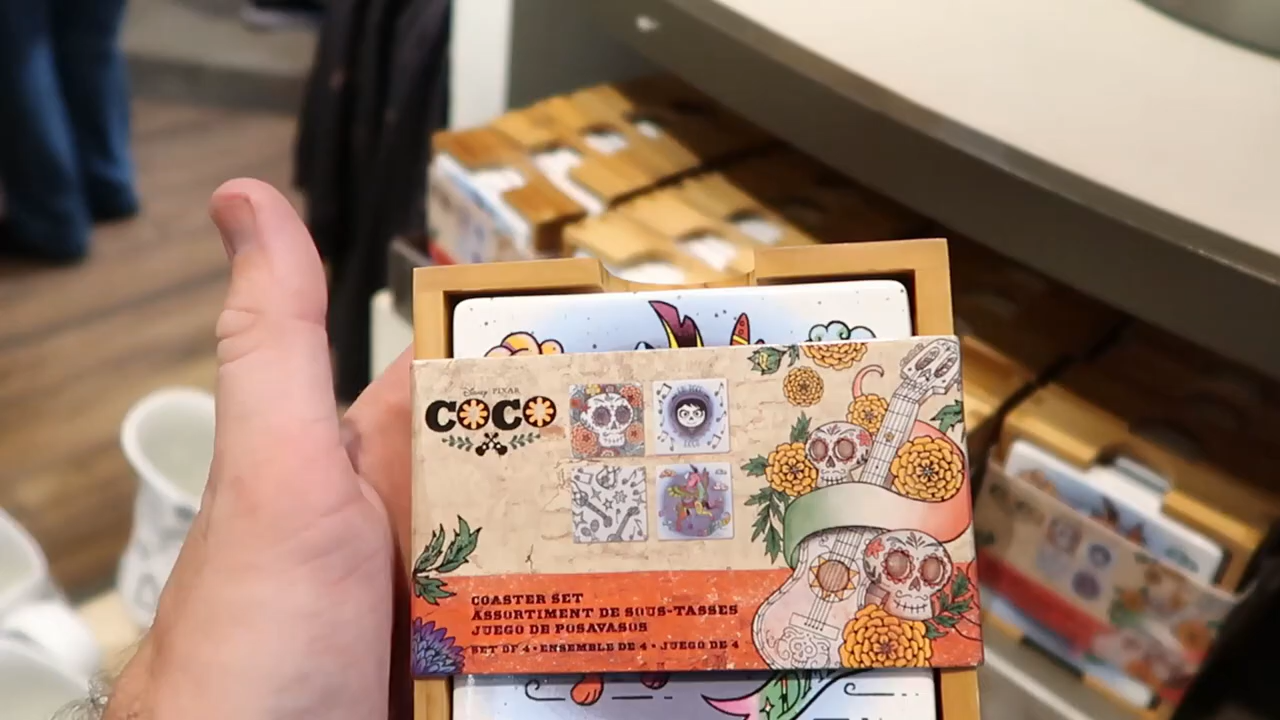 Disney PIXAR
COCO
COASTER SET
ASSORTIMENT DE SOUS-TASSES
JUEGO DE POSAVASOS
SET OF 4 • ENSEMBLE DE 4 • JUEGO DE 4